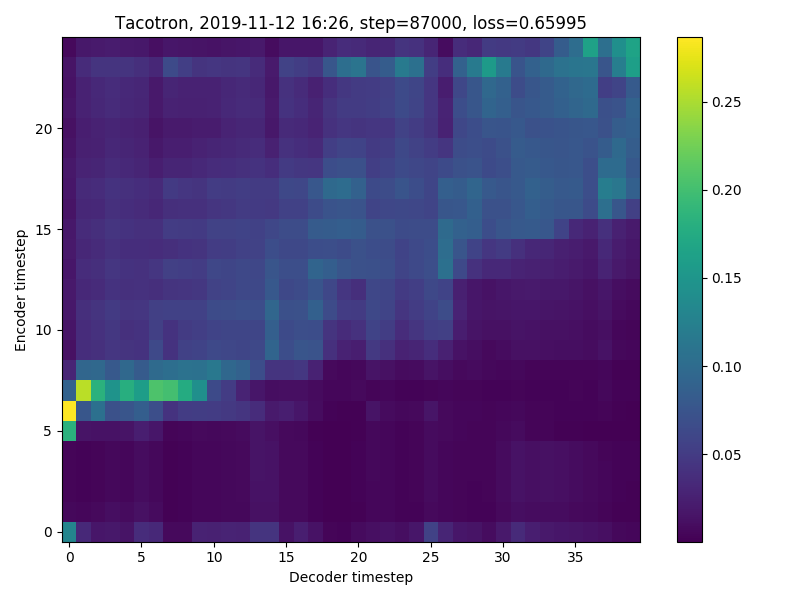 Tacotron, 2019-11-12 16:26, step=87000, loss=0.65995
Encoder timestep
20
15
10
5
0
0 5 10 15 20 25 30 35
Decoder timestep
0.25
0.20
0.15
0.10
0.05